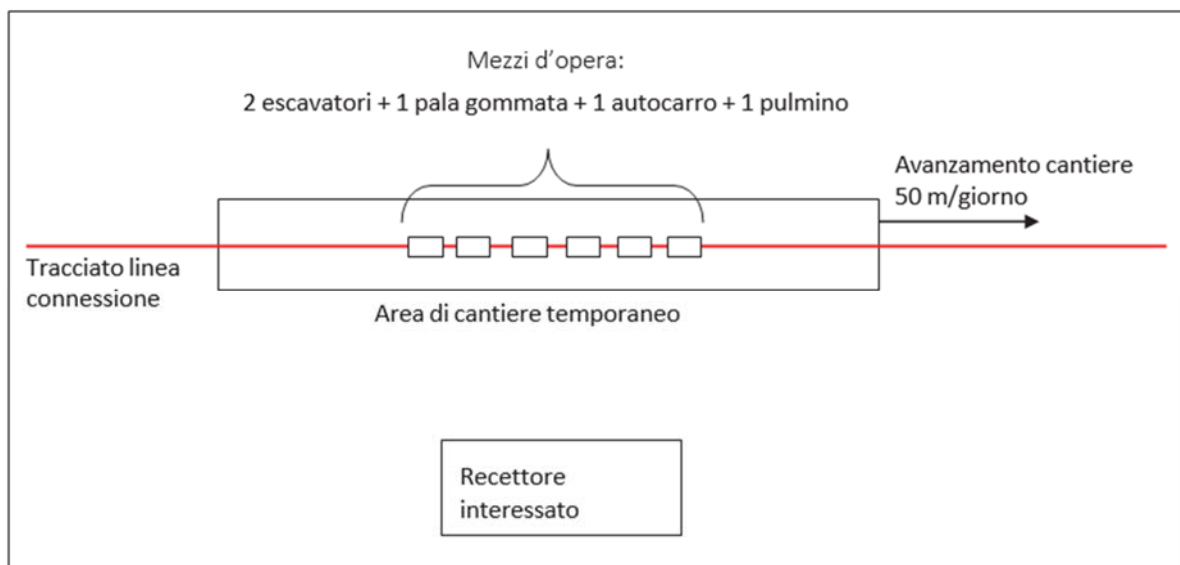 Mezzi d'opera:
2 escavatori + 1 pala gommata + 1 autocarro + 1 pulmino
Avanzamento cantiere
50 m/giorno
Tracciato linea
connessione
Area di cantiere temporaneo
Recettore
interessato